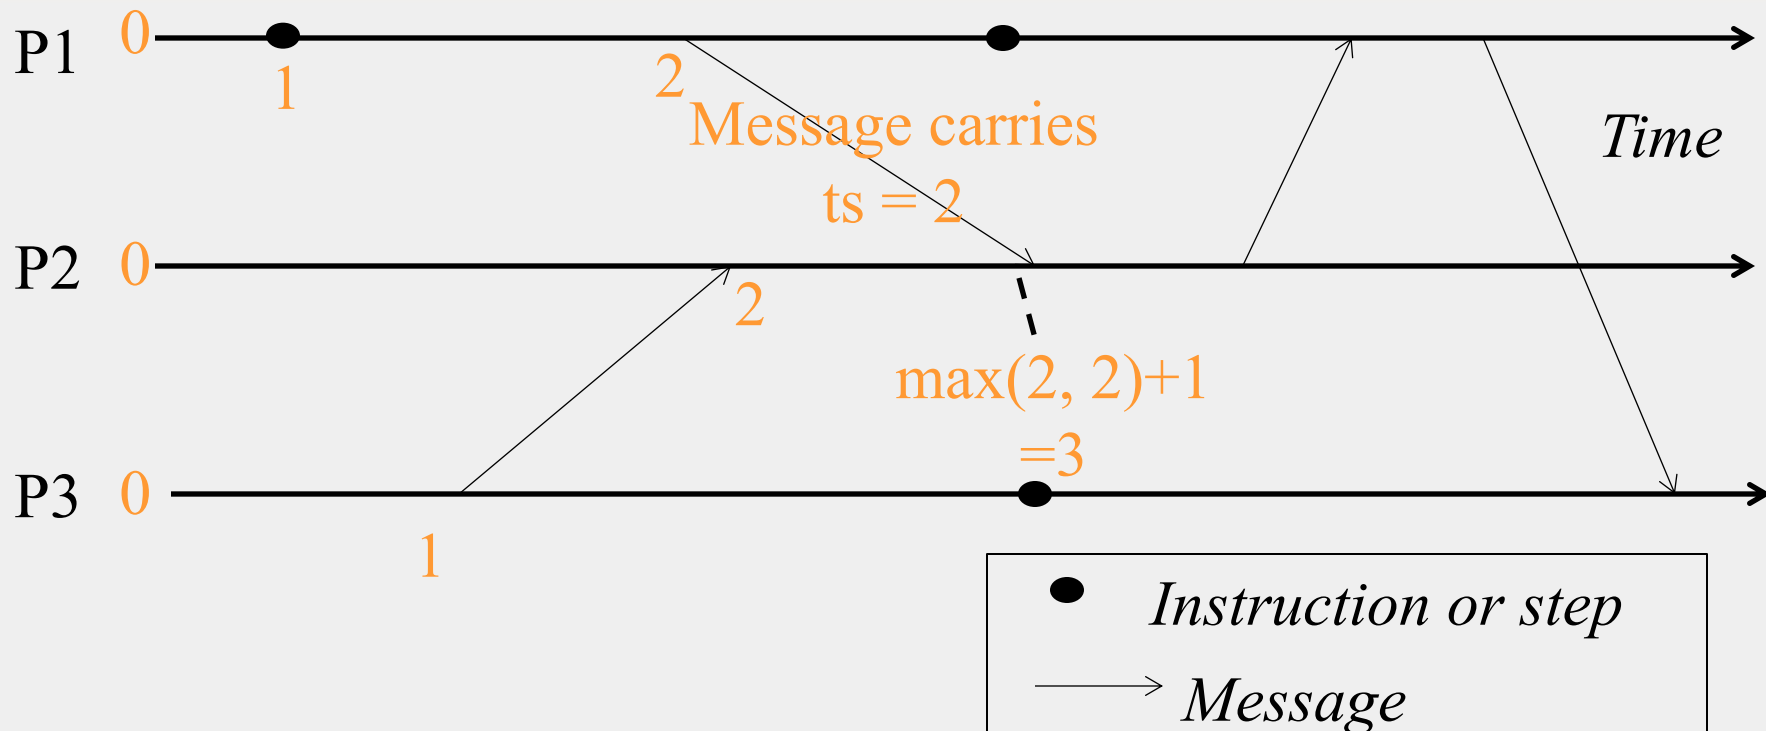 P1 0
1
2
Message carries
ts = 2
Time
P2 0
2
max(2, 2)+1
=3
P3 0
1
Instruction or step
Message